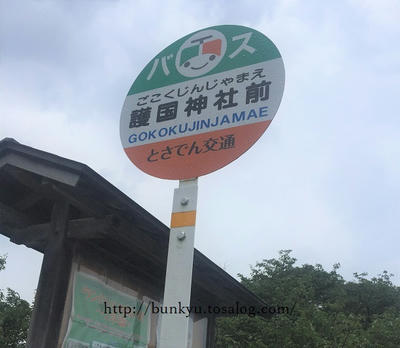 バス
ごこくじんじゃまえ
護国神社前
GOKOKUJINJAMAE
とさでん交通
http://bunkyu.tosalog.com/